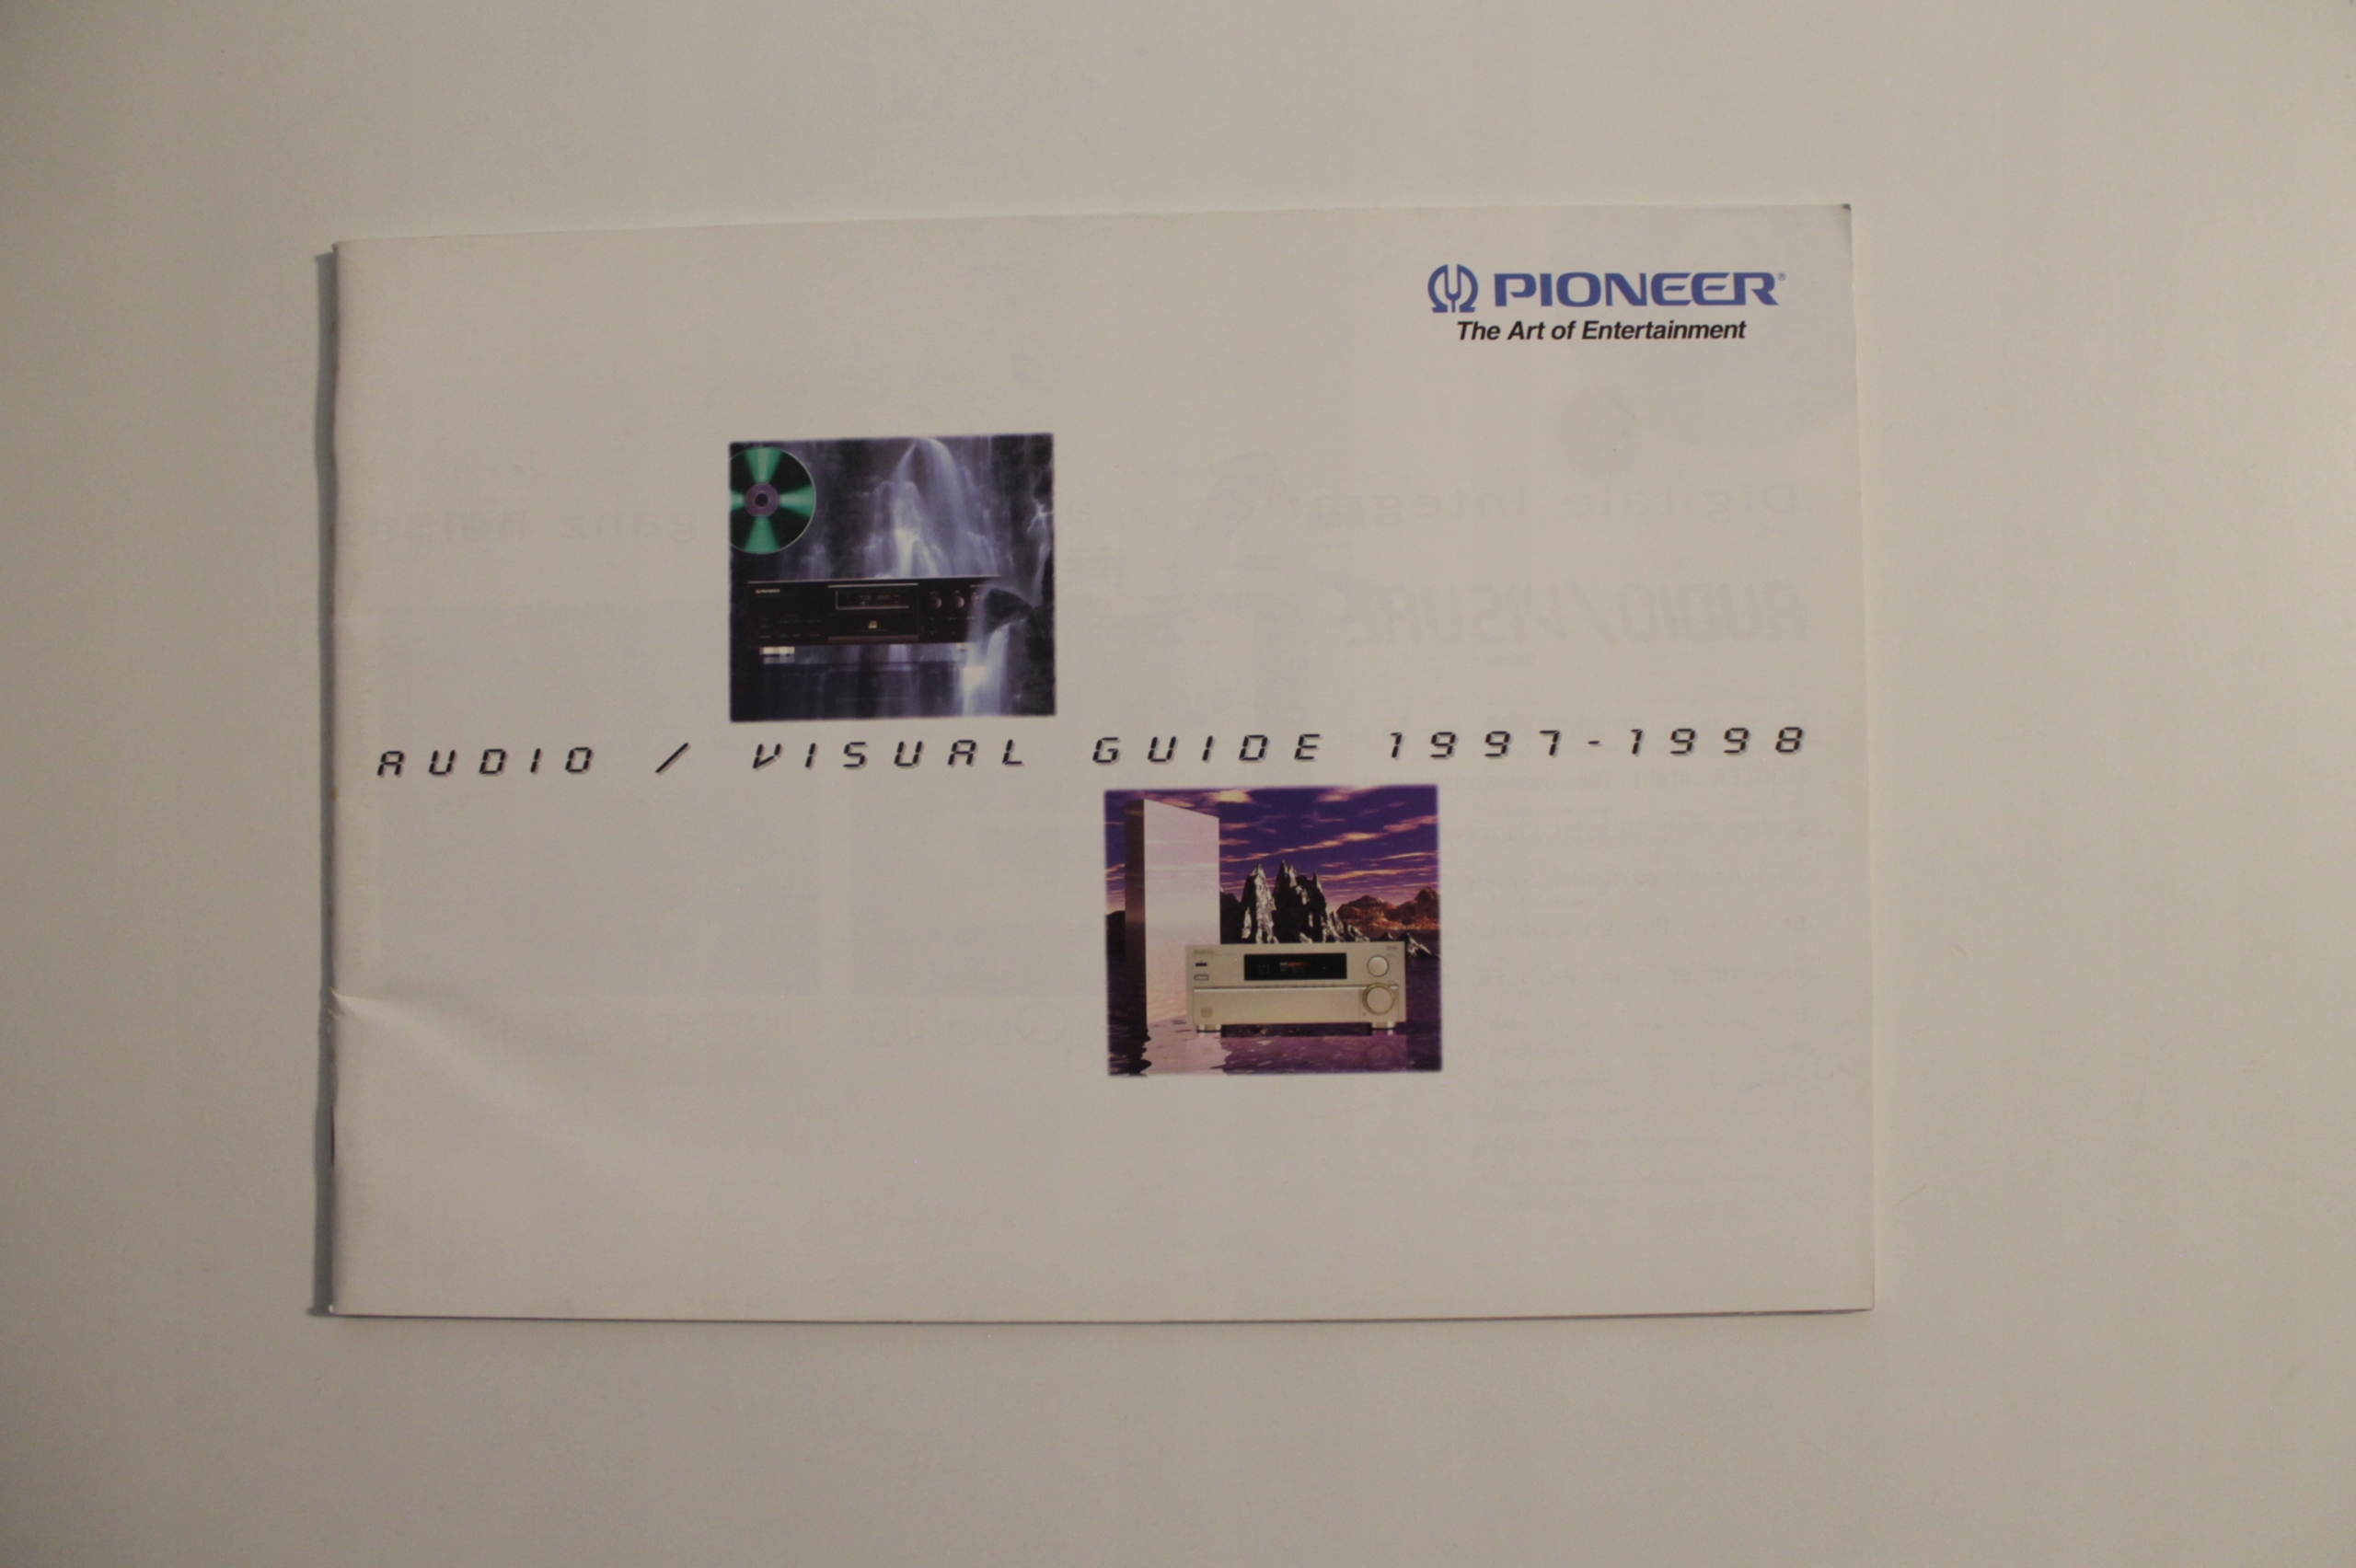 PIONEER®
The Art of Entertainment
AUDIO / VISUAL GUIDE 1997-1998